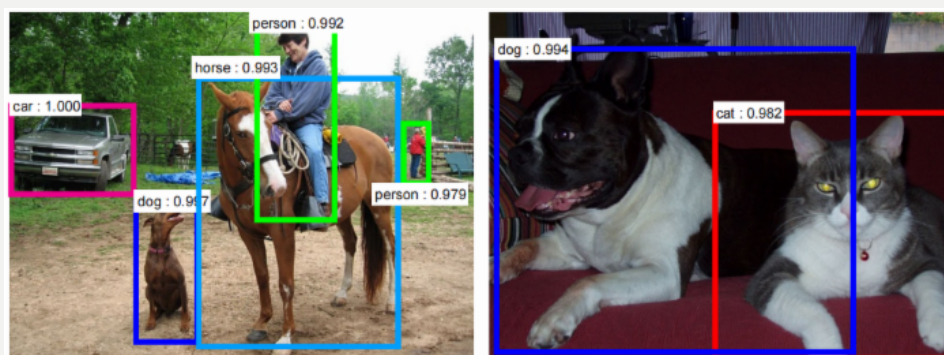 person : 0.992
horse : 0.993
car : 1.000
dog : 0.997
person : 0.979
dog : 0.994
cat : 0.982